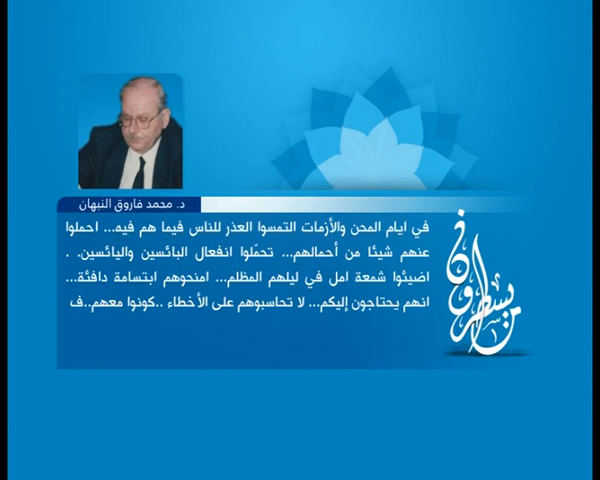 د. محمد فاروق النبهان
في ايام المحن والأزمات التمسوا العذر للناس فيما هم فيه... احملوا
عنهم شيئا من أحمالهم... تحمّلوا انفعال البائسين واليائسين. .
اضيئوا شمعة امل في ليلهم المظلم... امنحوهم ابتسامة دافئة...
انهم يحتاجون إليكم... لا تحاسبوهم على الأخطاء ..كونوا معهم..ف